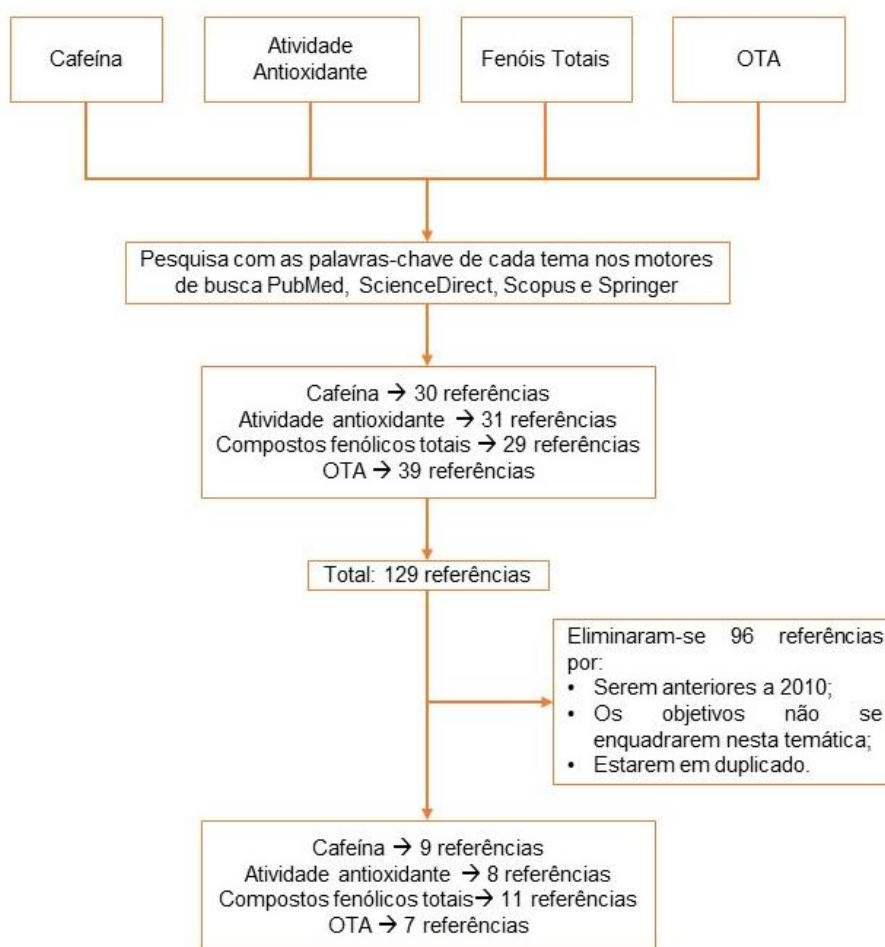 Cafeína
Atividade
Antioxidante
Fenóis Totais
OTA
Pesquisa com as palavras-chave de cada tema nos motores
de busca PubMed, ScienceDirect, Scopus e Springer
Cafeína → 30 referências
Atividade antioxidante → 31 referências
Compostos fenólicos totais → 29 referências
OTA → 39 referências
Total: 129 referências
Eliminaram-se 96 referências
por:
• Serem anteriores a 2010;
• Os objetivos não se
enquadrarem nesta temática;
• Estarem em duplicado.
Cafeína → 9 referências
Atividade antioxidante → 8 referências
Compostos fenólicos totais→ 11 referências
OTA → 7 referências